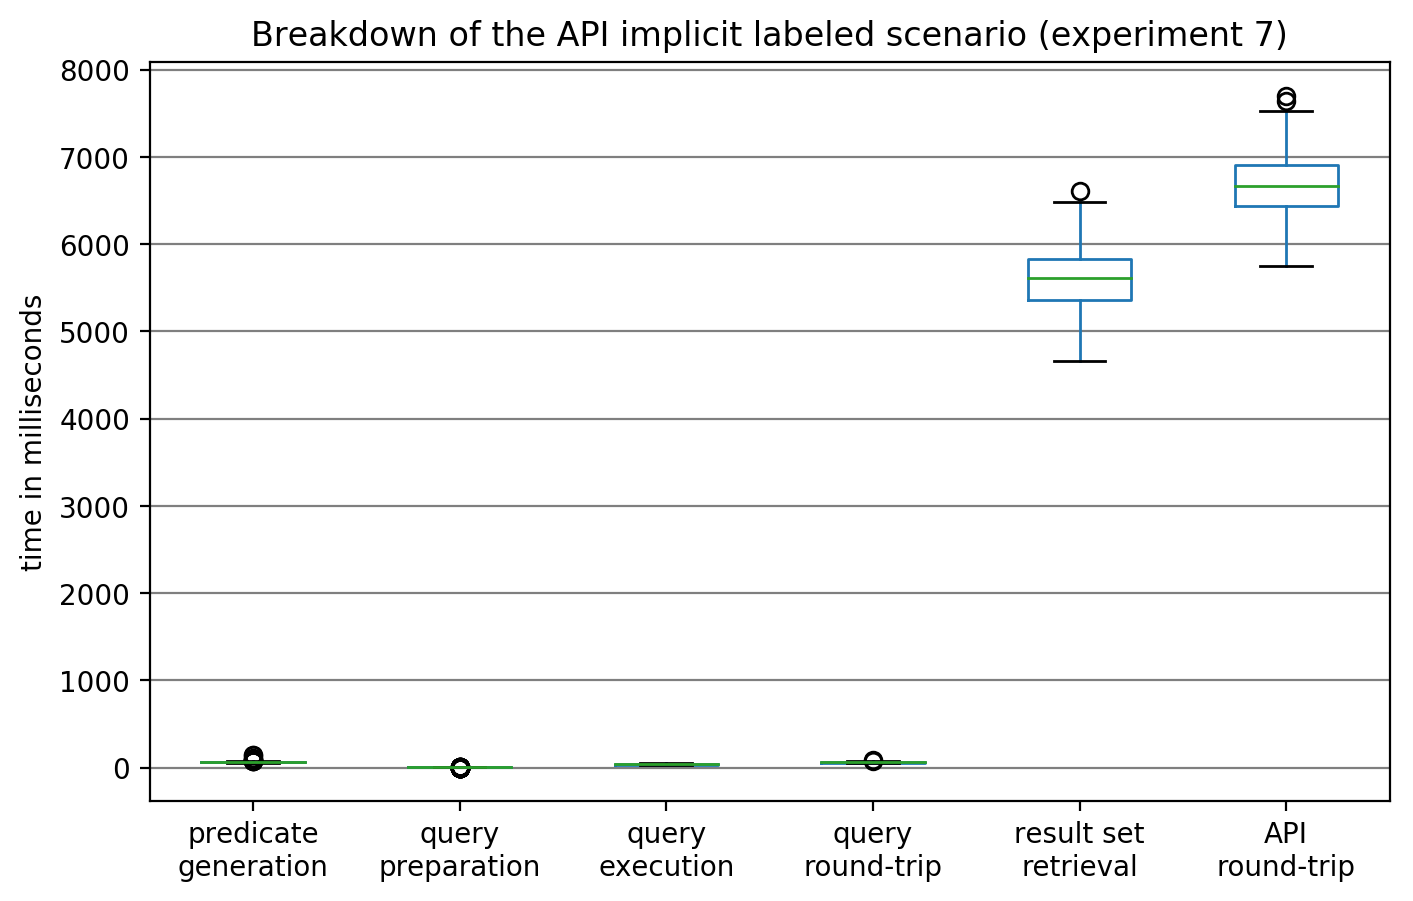 Breakdown of the API implicit labeled scenario (experiment 7)
8000
7000
6000
5000
4000
3000
2000
1000
0
time in milliseconds
predicate
generation
query
preparation
query
execution
query
round-trip
result set
retrieval
API
round-trip